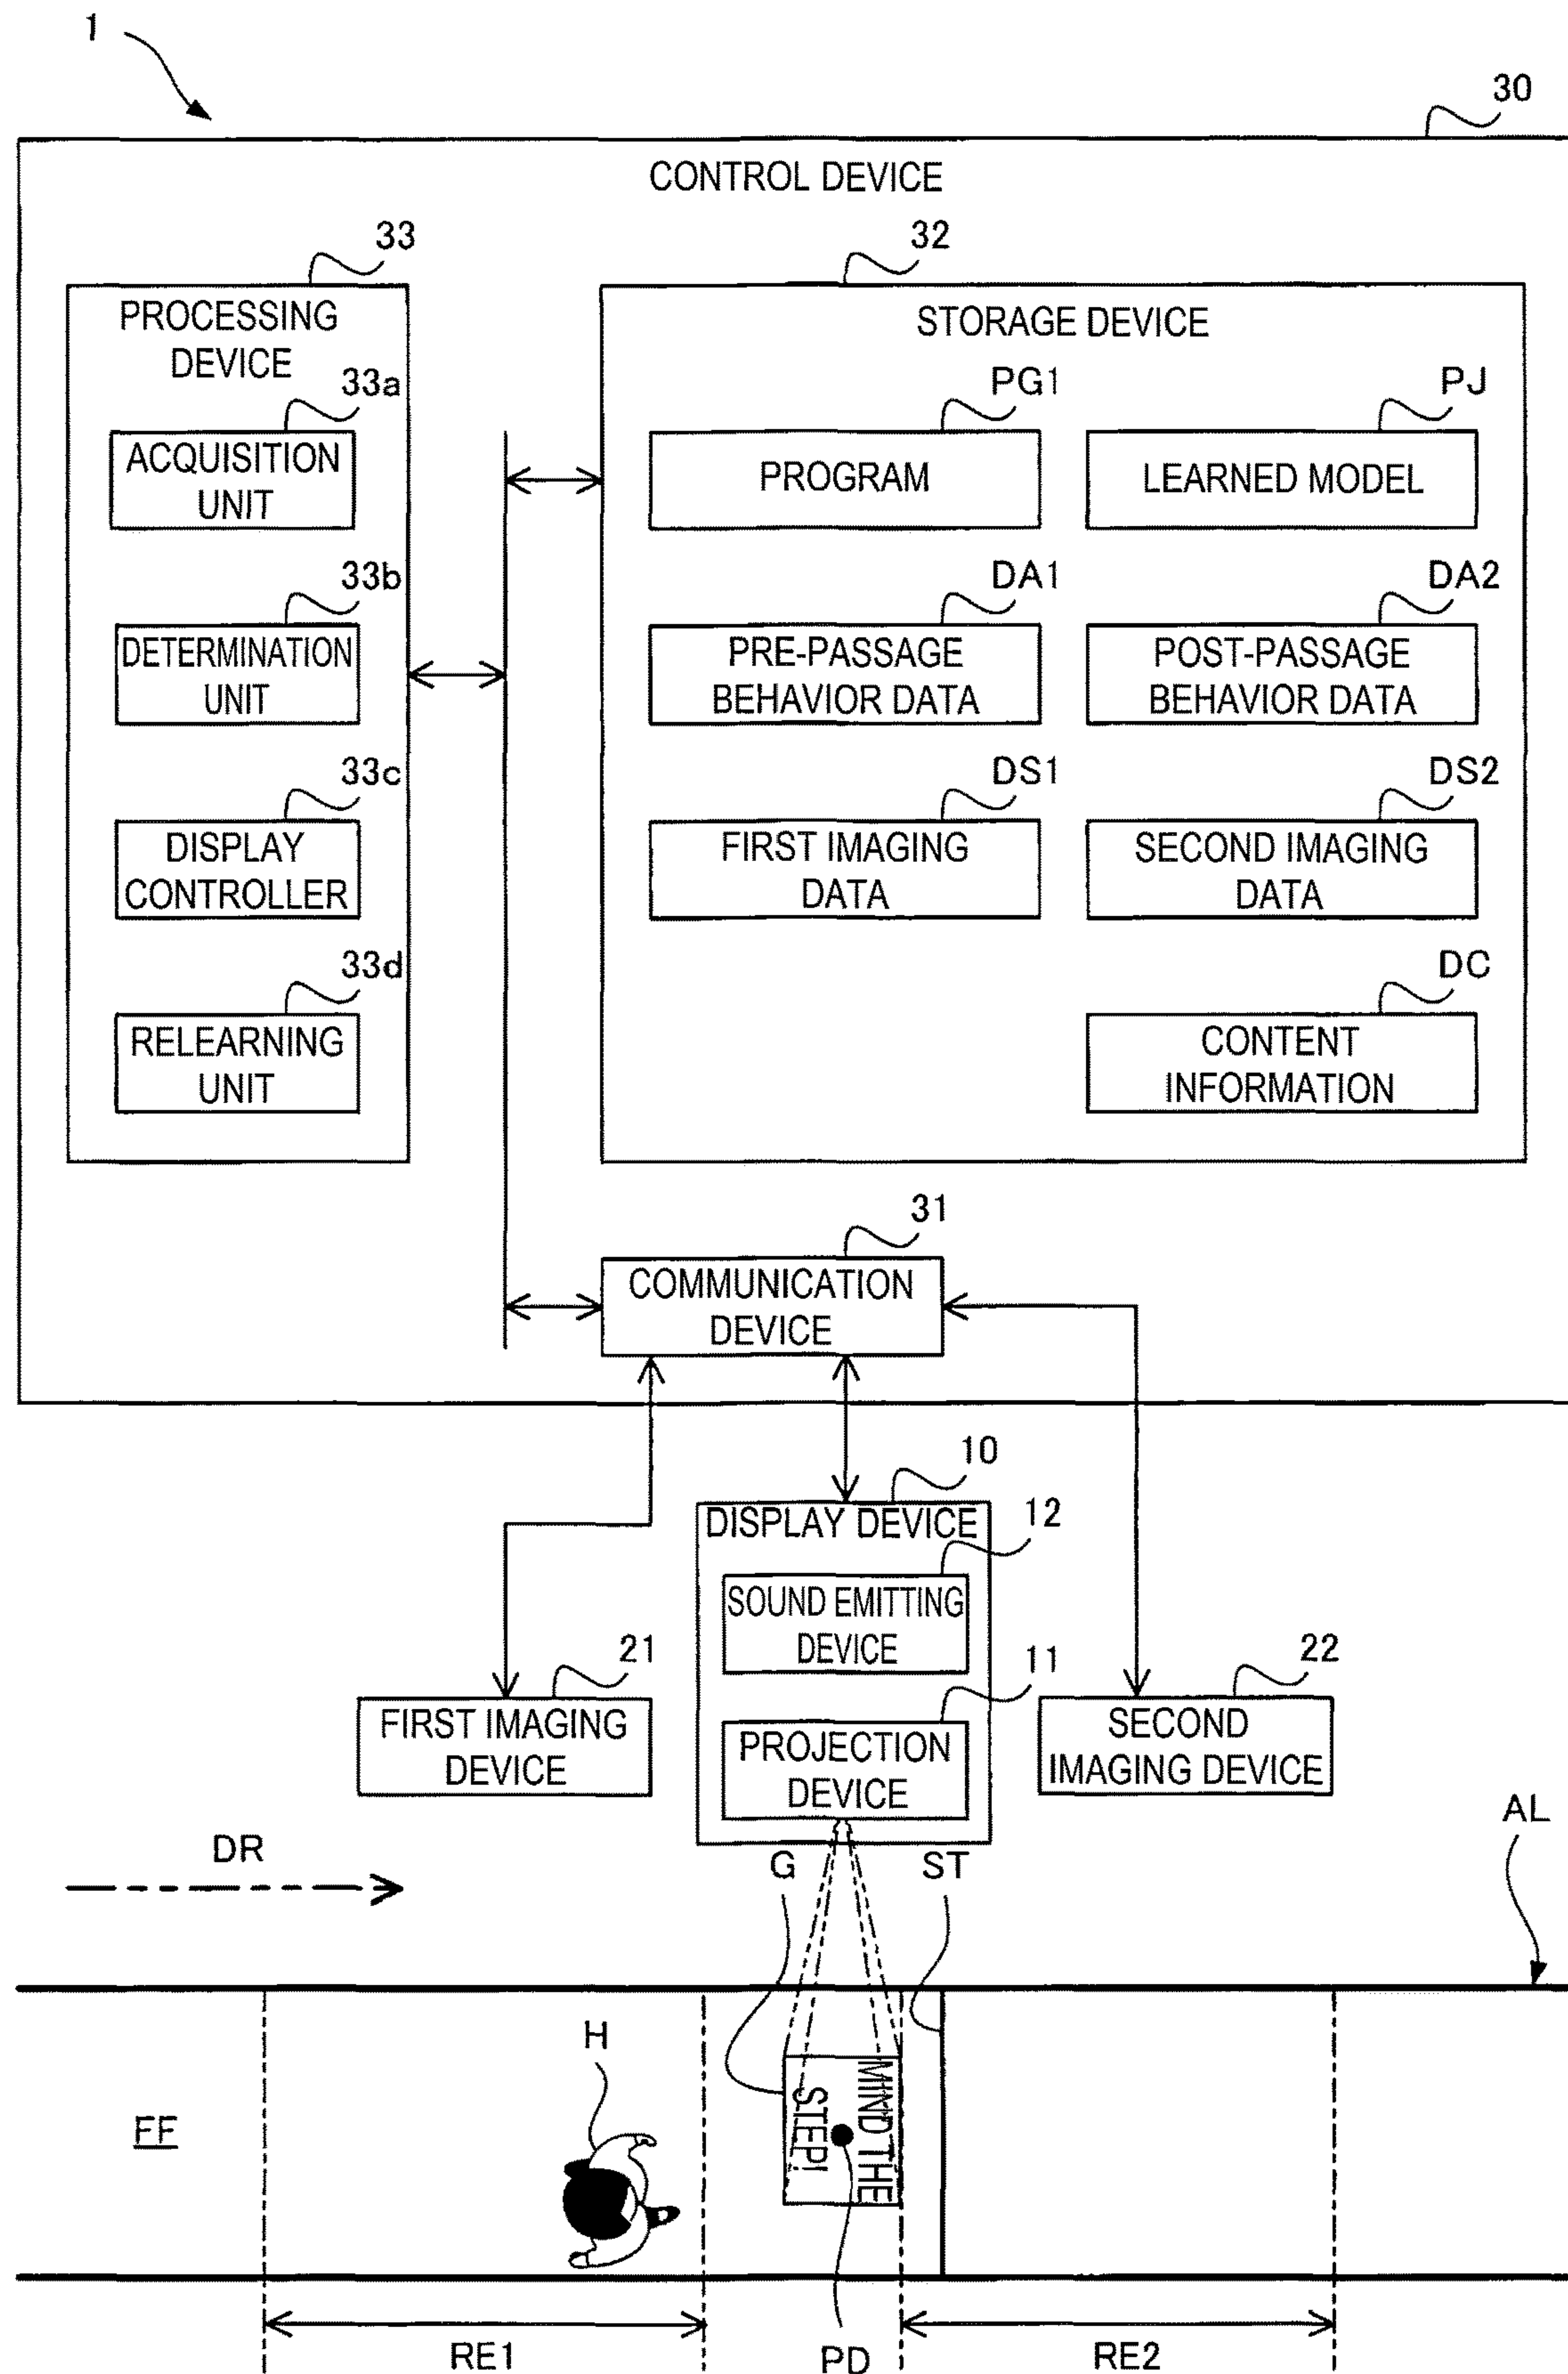 1
30
CONTROL DEVICE
33
32
PROCESSING
DEVICE
STORAGE DEVICE
33a
PG1
PJ
ACQUISITION
UNIT
PROGRAM
LEARNED MODEL
33b
DA1
DA2
DETERMINATION
UNIT
PRE-PASSAGE
BEHAVIOR DATA
POST-PASSAGE
BEHAVIOR DATA
33c
DS1
DS2
DISPLAY
CONTROLLER
FIRST IMAGING
DATA
SECOND IMAGING
DATA
33d
DC
RELEARNING
UNIT
CONTENT
INFORMATION
31
COMMUNICATION
DEVICE
10
DISPLAY DEVICE
12
SOUND EMITTING
DEVICE
21
11
22
FIRST IMAGING
DEVICE
PROJECTION
DEVICE
SECOND
IMAGING DEVICE
AL
DR
G
ST
H
FF
MIND THE
STEP!
RE1
PD
RE2